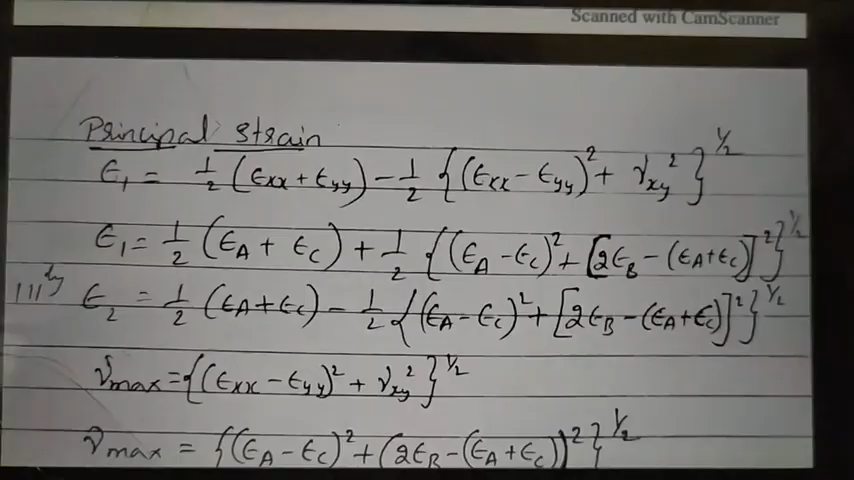 Scanned with CamScanner
Principal strain
ϵ₁ = 1/2 (ϵxx + ϵyy) - 1/2 {(ϵxx - ϵyy)² + γxy²}^1/2
ϵ₁ = 1/2 (ϵA + ϵC) + 1/2 {(ϵA - ϵC)² + [2ϵB - (ϵA + ϵC)]²}^1/2
|||ly ϵ₂ = 1/2 (ϵA + ϵC) - 1/2 {(ϵA - ϵC)² + [2ϵB - (ϵA + ϵC)]²}^1/2
γmax = {(ϵxx - ϵyy)² + γxy²}^1/2
γmax = {(ϵA - ϵC)² + (2ϵB - (ϵA + ϵC))²}^1/2